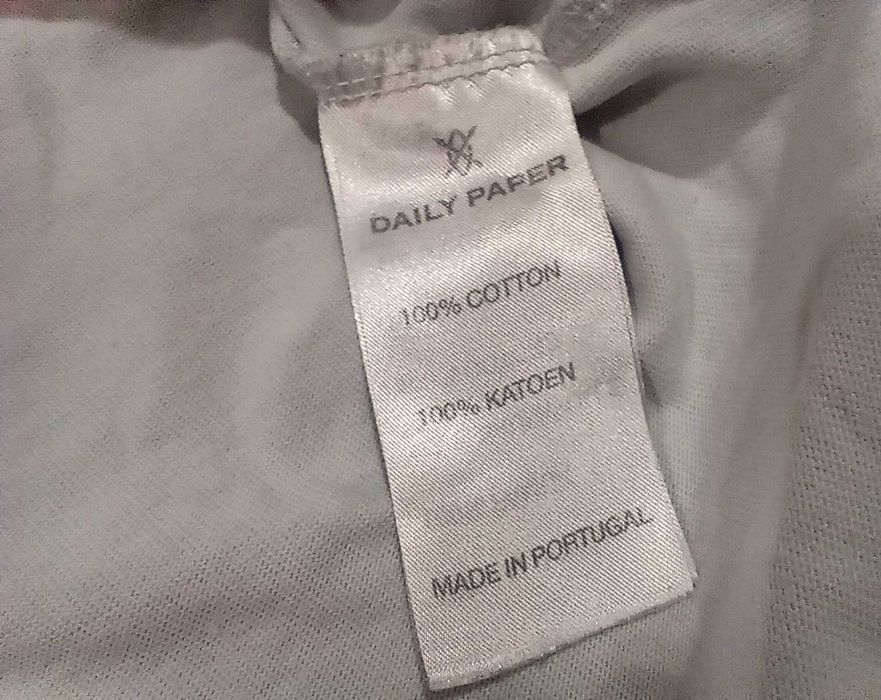 DAILY PAPER
100% COTTON
100% KATOEN
MADE IN PORTUGAL